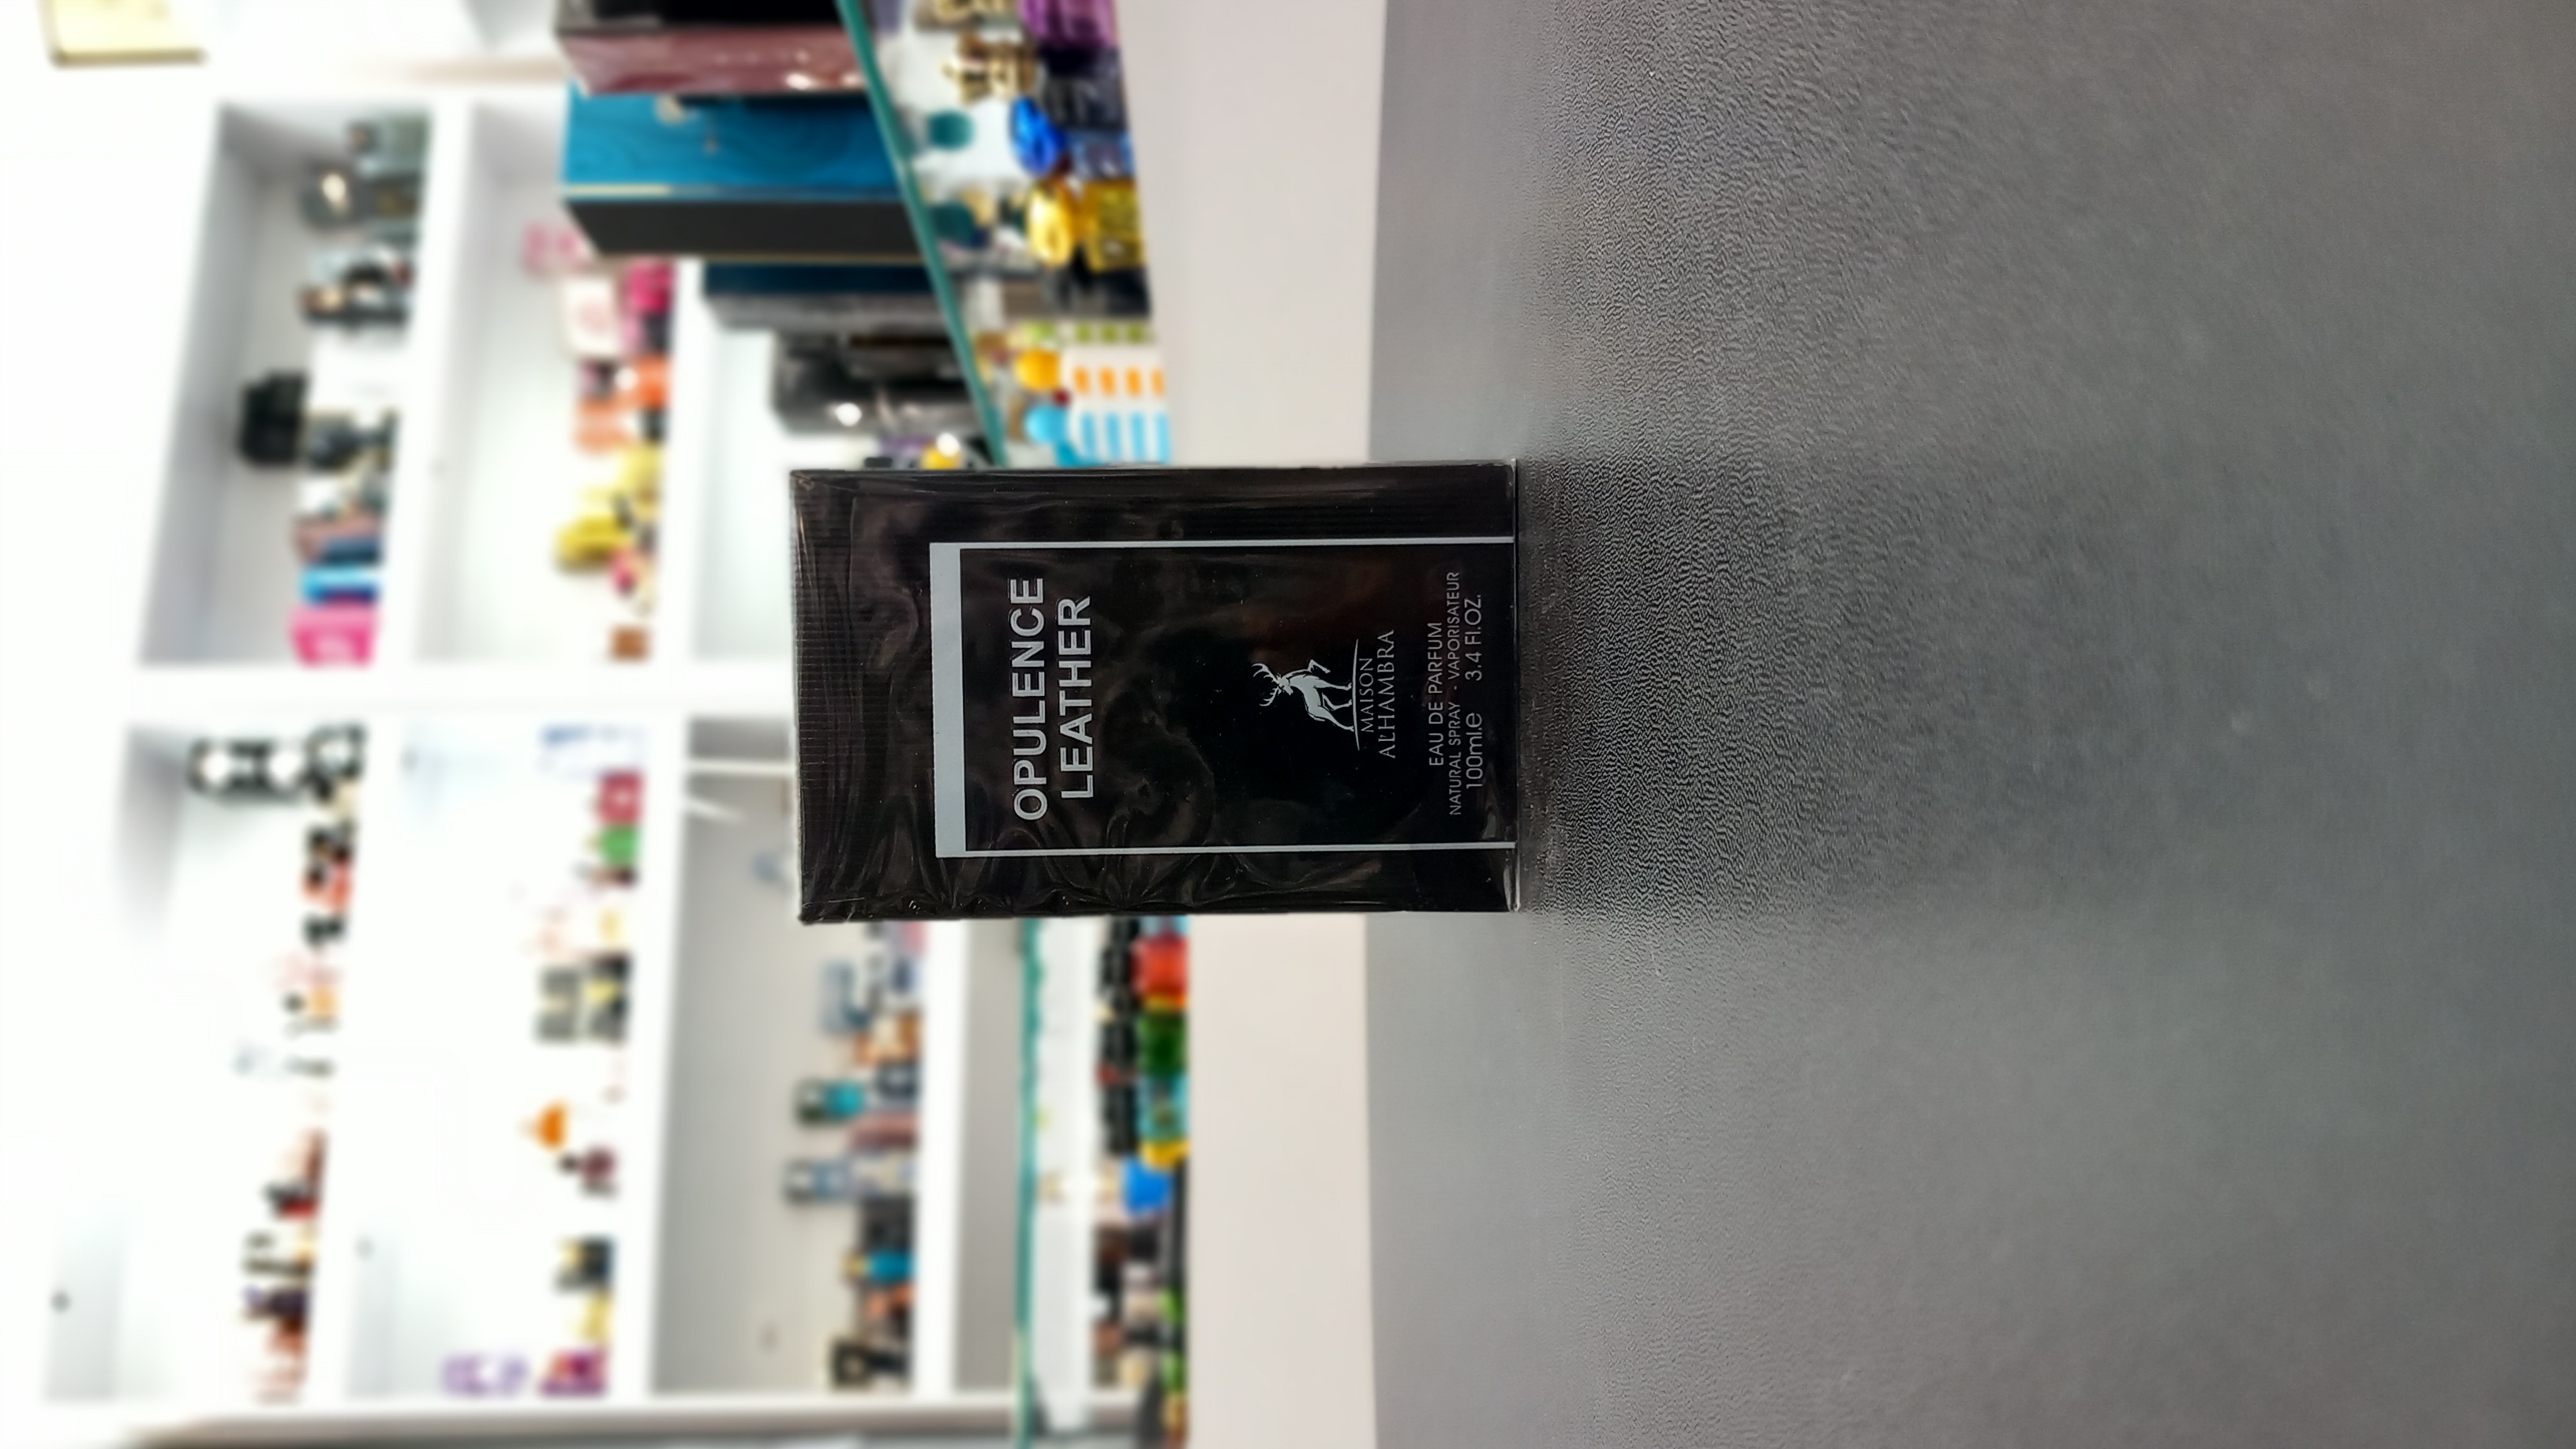 OPULENCE
LEATHER
MAISON
ALHAMBRA
EAU DE PARFUM
NATURAL SPRAY - VAPORISATEUR
100ml.e 3.4 Fl.OZ.